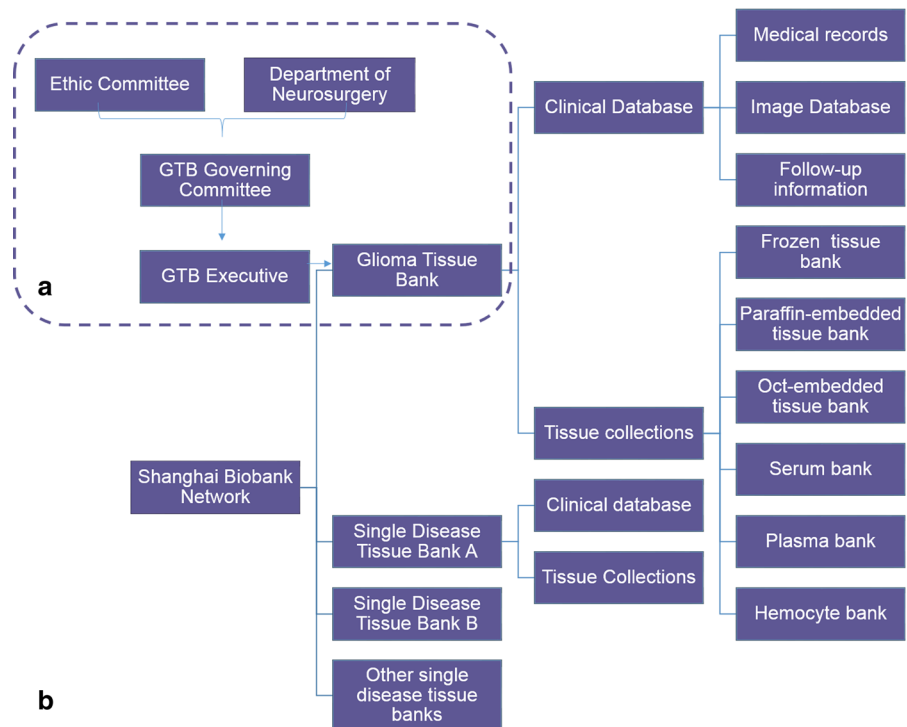 Ethic Committee
Department of
Neurosurgery
GTB Governing
Committee
GTB Executive
a
Glioma Tissue
Bank
Clinical Database
Medical records
Image Database
Follow-up
information
Tissue collections
Frozen tissue
bank
Paraffin-embedded
tissue bank
Oct-embedded
tissue bank
Serum bank
Plasma bank
Hemocyte bank
Shanghai Biobank
Network
Single Disease
Tissue Bank A
Clinical database
Tissue Collections
Single Disease
Tissue Bank B
Other single
disease tissue
banks
b